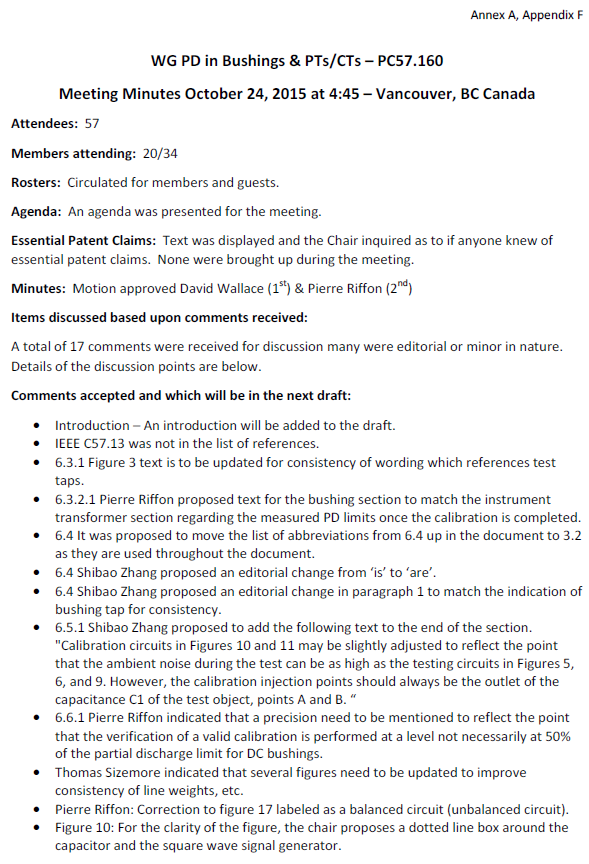 Annex A, Appendix F
WG PD in Bushings & PTs/CTs – PC57.160
Meeting Minutes October 24, 2015 at 4:45 – Vancouver, BC Canada
Attendees: 57
Members attending: 20/34
Rosters: Circulated for members and guests.
Agenda: An agenda was presented for the meeting.
Essential Patent Claims: Text was displayed and the Chair inquired as to if anyone knew of
essential patent claims. None were brought up during the meeting.
Minutes: Motion approved David Wallace (1st) & Pierre Riffon (2nd)
Items discussed based upon comments received:
A total of 17 comments were received for discussion many were editorial or minor in nature.
Details of the discussion points are below.
Comments accepted and which will be in the next draft:
• Introduction – An introduction will be added to the draft.
• IEEE C57.13 was not in the list of references.
• 6.3.1 Figure 3 text is to be updated for consistency of wording which references test
taps.
• 6.3.2.1 Pierre Riffon proposed text for the bushing section to match the instrument
transformer section regarding the measured PD limits once the calibration is completed.
• 6.4 It was proposed to move the list of abbreviations from 6.4 up in the document to 3.2
as they are used throughout the document.
• 6.4 Shibao Zhang proposed an editorial change from ‘is’ to ‘are’.
• 6.4 Shibao Zhang proposed an editorial change in paragraph 1 to match the indication of
bushing tap for consistency.
• 6.5.1 Shibao Zhang proposed to add the following text to the end of the section.
"Calibration circuits in Figures 10 and 11 may be slightly adjusted to reflect the point
that the ambient noise during the test can be as high as the testing circuits in Figures 5,
6, and 9. However, the calibration injection points should always be the outlet of the
capacitance C1 of the test object, points A and B. “
• 6.6.1 Pierre Riffon indicated that a precision need to be mentioned to reflect the point
that the verification of a valid calibration is performed at a level not necessarily at 50%
of the partial discharge limit for DC bushings.
• Thomas Sizemore indicated that several figures need to be updated to improve
consistency of line weights, etc.
• Pierre Riffon: Correction to figure 17 labeled as a balanced circuit (unbalanced circuit).
• Figure 10: For the clarity of the figure, the chair proposes a dotted line box around the
capacitor and the square wave signal generator.